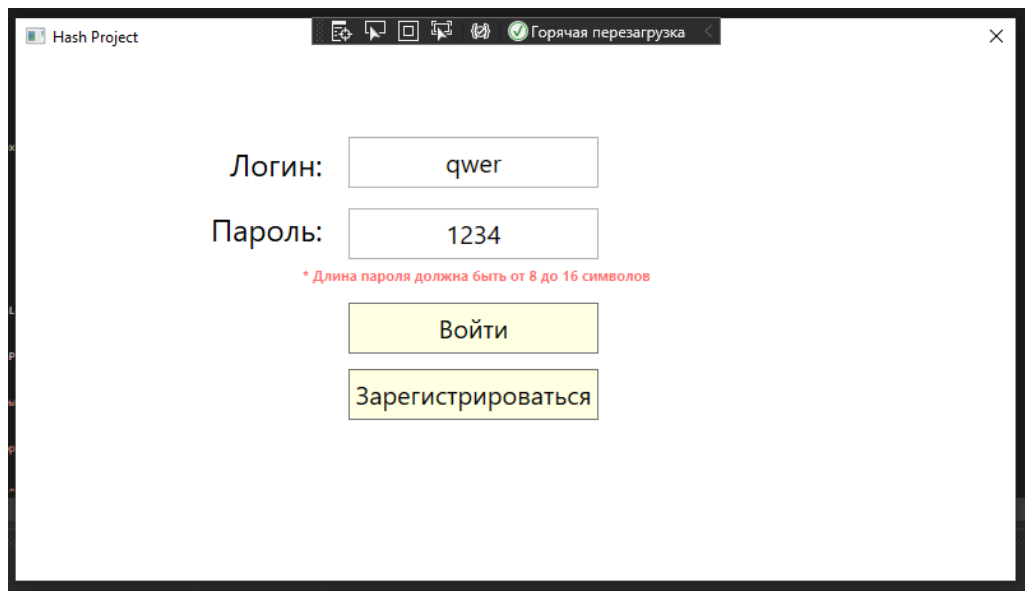 Hash Project
Горячая перезагрузка
Логин:
qwer
Пароль:
1234
* Длина пароля должна быть от 8 до 16 символов
Войти
Зарегистрироваться